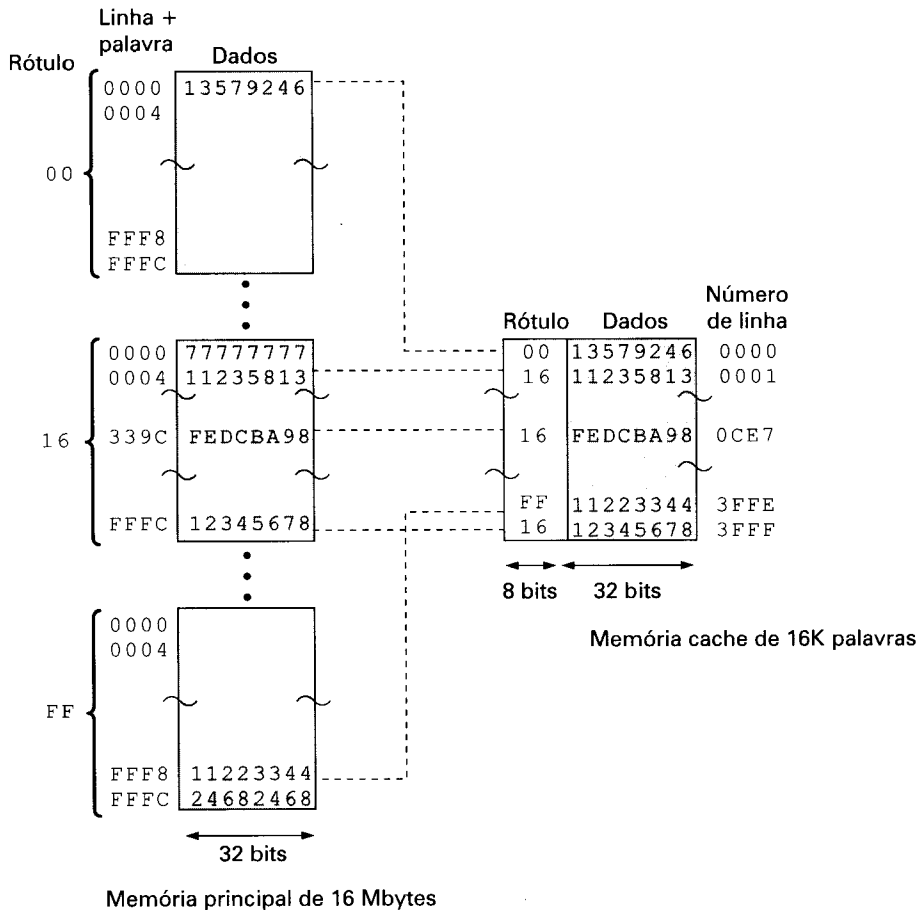 Linha +
palavra
Rótulo
Dados
0000 13579246
0004
00
FFF8
FFFC
0000 77777777
0004 11235813
16
339C FEDCBA98
FFFC 12345678
0000
0004
FF
FFF8 11223344
FFFC 24682468
32 bits
Memória principal de 16 Mbytes
Número
Rótulo Dados de linha
00 13579246 0000
16 11235813 0001
16 FEDCBA98 0CE7
FF 11223344 3FFE
16 12345678 3FFF
8 bits 32 bits
Memória cache de 16K palavras